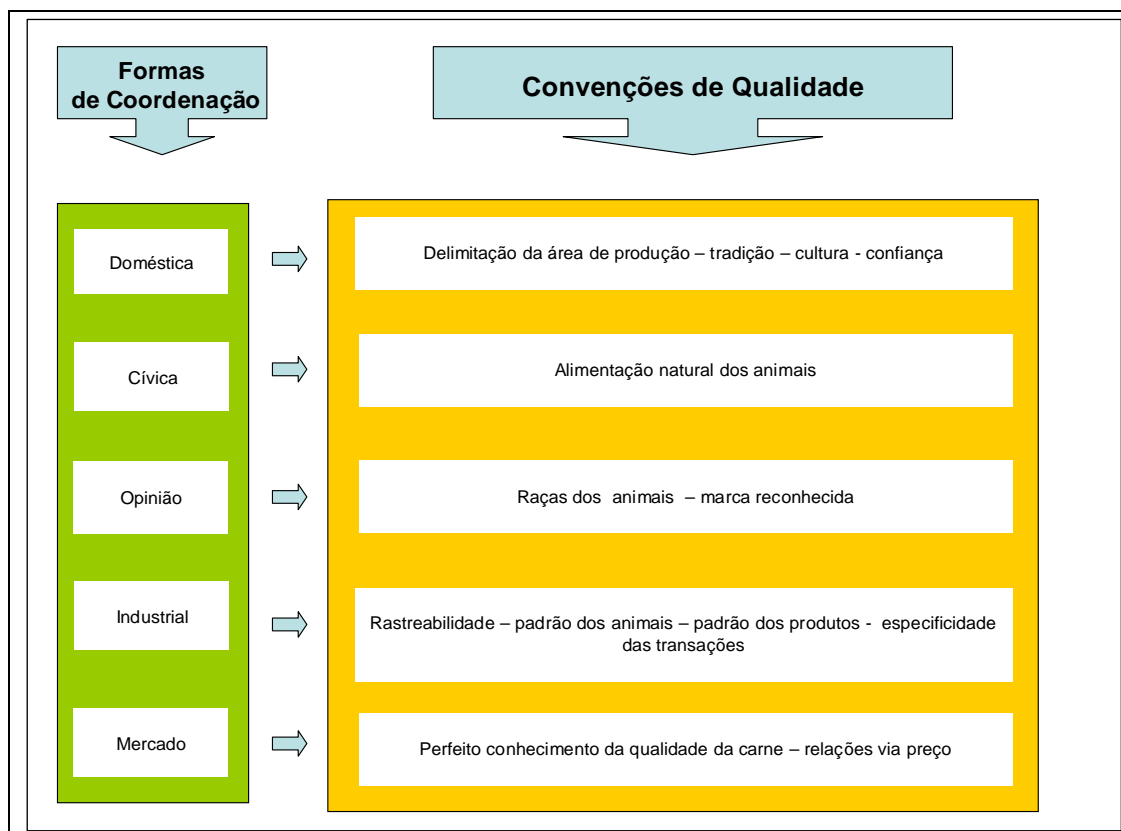 Formas
de Coordenação
Convenções de Qualidade
Doméstica
Delimitação da área de produção – tradição – cultura - confiança
Cívica
Alimentação natural dos animais
Opinião
Raças dos animais – marca reconhecida
Industrial
Rastreabilidade – padrão dos animais – padrão dos produtos - especificidade
das transações
Mercado
Perfeito conhecimento da qualidade da carne – relações via preço